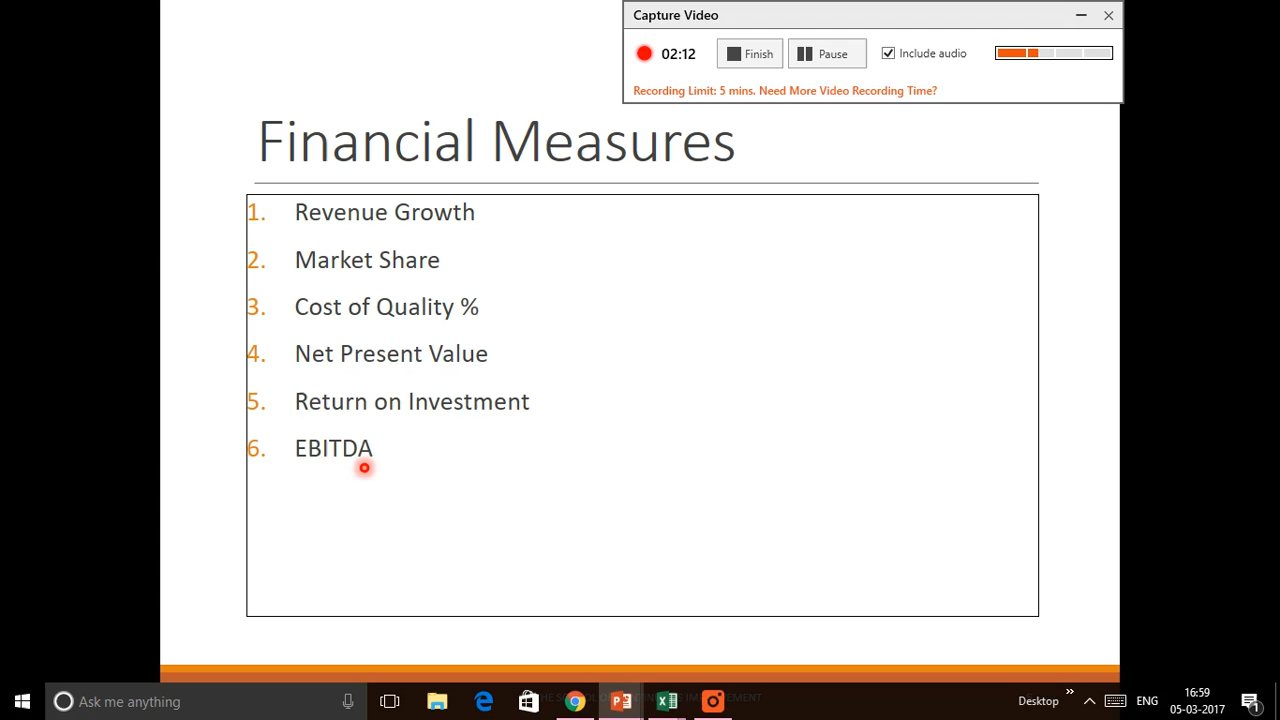 Capture Video
02:12
Finish
Pause
Include audio
Recording Limit: 5 mins. Need More Video Recording Time?
Financial Measures
1. Revenue Growth
2. Market Share
3. Cost of Quality %
4. Net Present Value
5. Return on Investment
6. EBITDA
Ask me anything
Desktop
ENG
16:59
05-03-2017
1